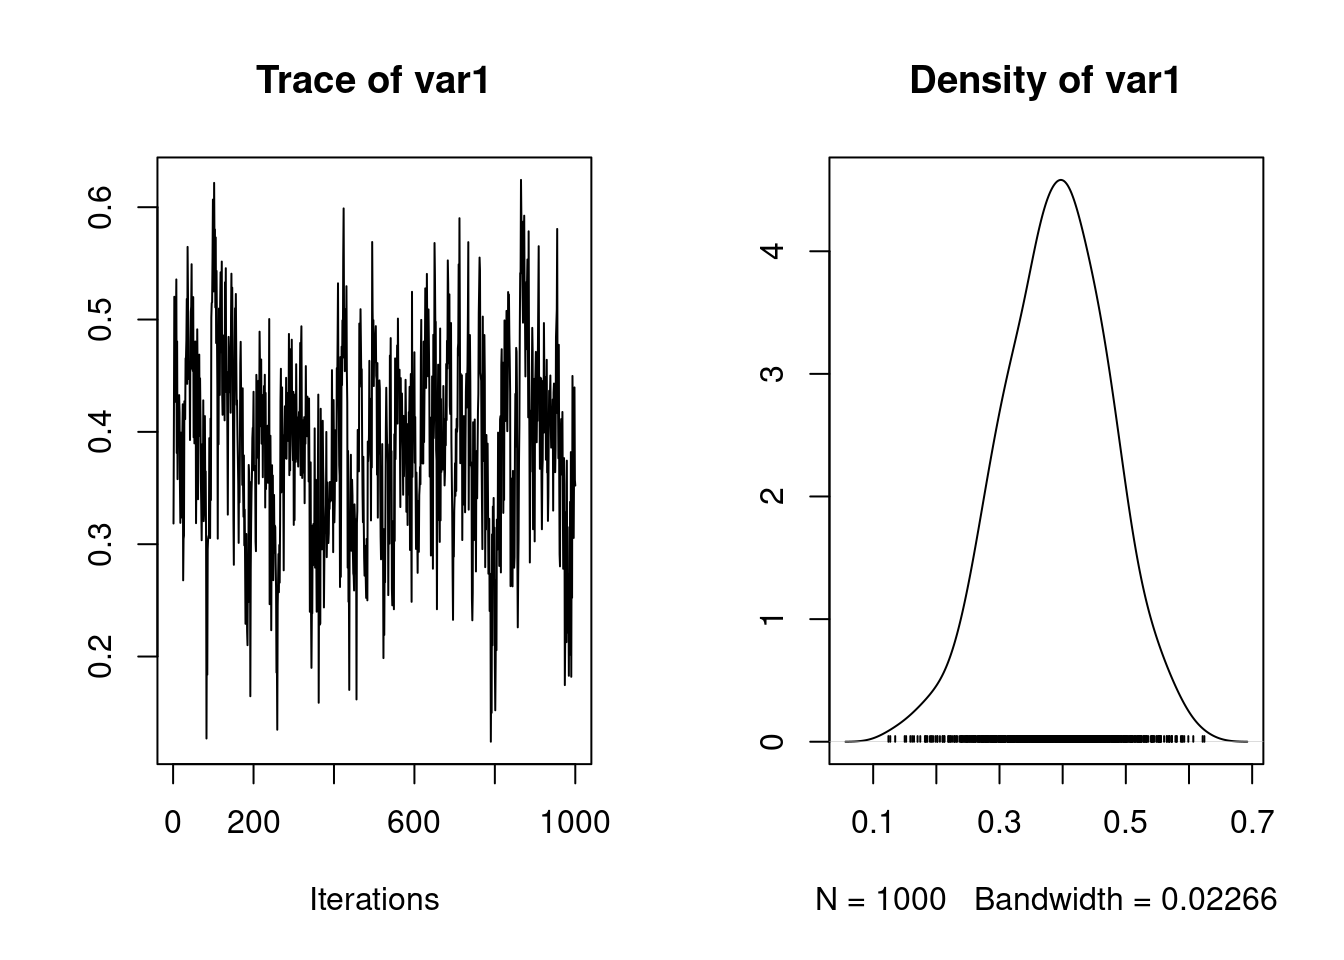 Trace of var1
0.6
0.5
0.4
0.3
0.2
0 200 600 1000
Iterations
Density of var1
4
3
2
1
0
0.1 0.3 0.5 0.7
N = 1000 Bandwidth = 0.02266